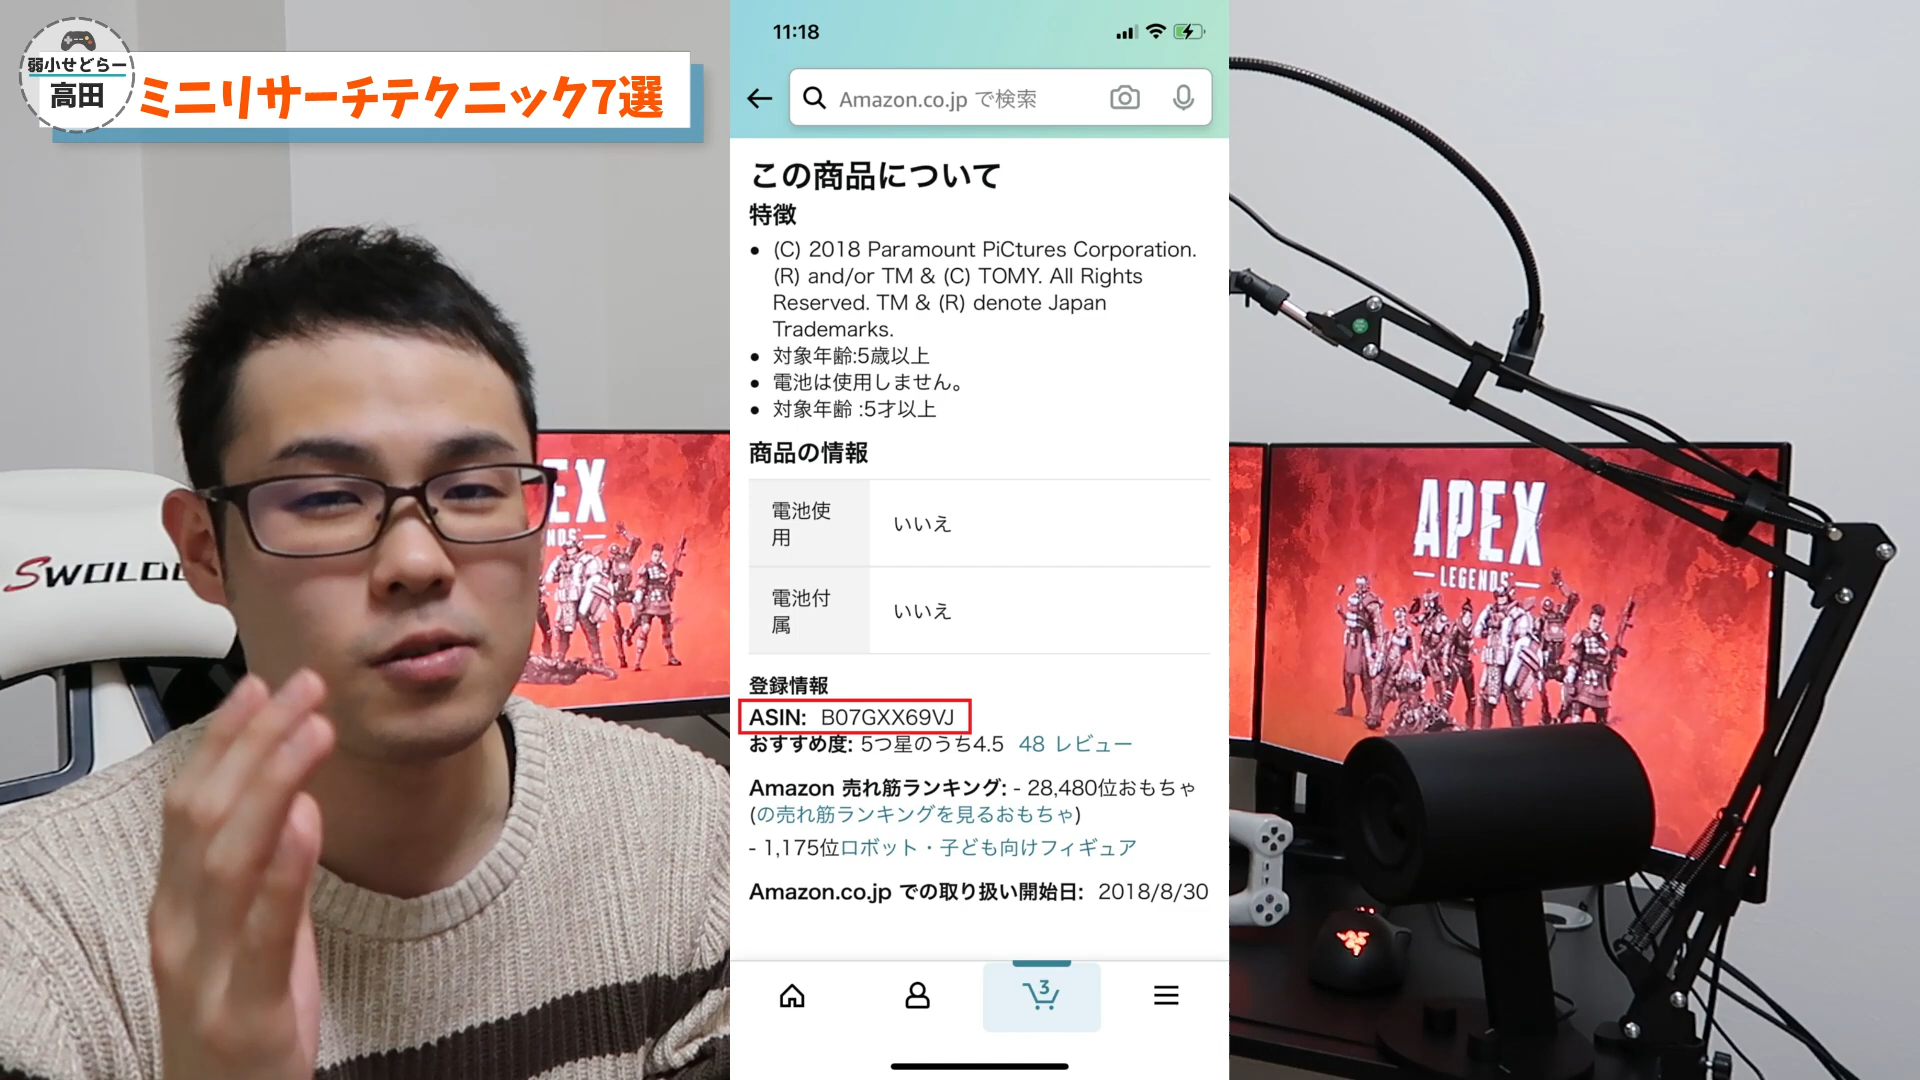 弱小せどらー
高田
ミニリサーチテクニック7選
SWOLDO
EX
NDS
11:18
Amazon.co.jp で検索
この商品について
特徴
• (C) 2018 Paramount PiCtures Corporation.
(R) and/or TM & (C) TOMY. All Rights
Reserved. TM & (R) denote Japan
Trademarks.
• 対象年齢:5歳以上
• 電池は使用しません。
• 対象年齢 :5才以上
商品の情報
電池使
用
いいえ
電池付
属
いいえ
登録情報
ASIN: B07GXX69VJ
おすすめ度: 5つ星のうち4.5 48 レビュー
Amazon 売れ筋ランキング: - 28,480位おもちゃ
(の売れ筋ランキングを見るおもちゃ)
- 1,175位ロボット・子ども向けフィギュア
Amazon.co.jp での取り扱い開始日: 2018/8/30
3
APEX
LEGENDS